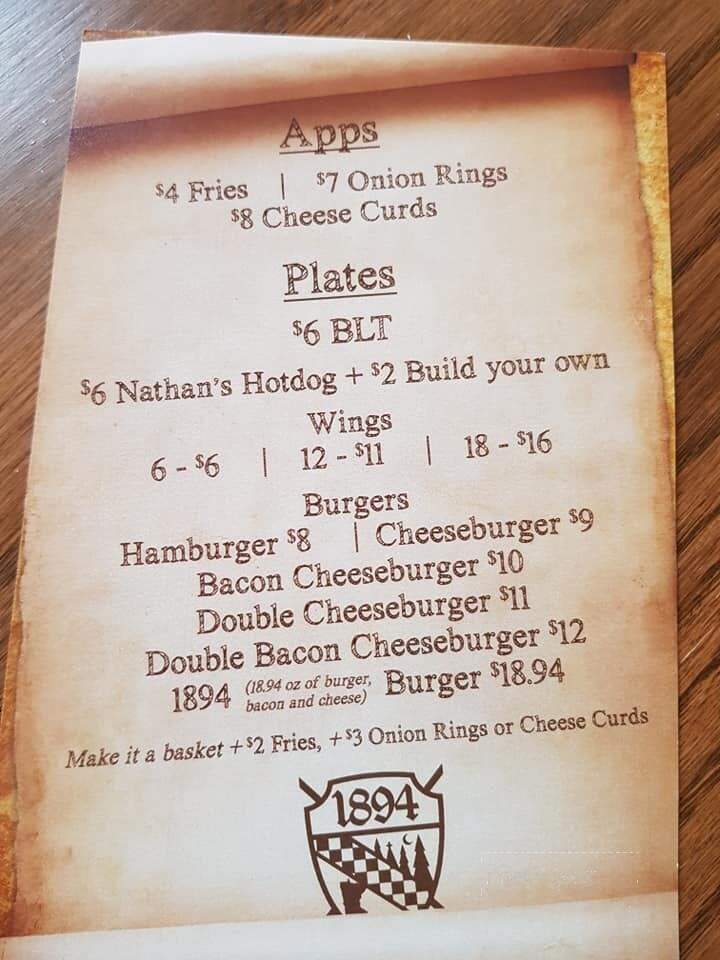 Apps
$4 Fries | $7 Onion Rings
$8 Cheese Curds
Plates
$6 BLT
$6 Nathan's Hotdog + $2 Build your own
Wings
6 - $6 | 12 - $11 | 18 - $16
Burgers
Hamburger $8 | Cheeseburger $9
Bacon Cheeseburger $10
Double Cheeseburger $11
Double Bacon Cheeseburger $12
1894 (18.94 oz of burger, bacon and cheese) Burger $18.94
Make it a basket +$2 Fries, +$3 Onion Rings or Cheese Curds
1894